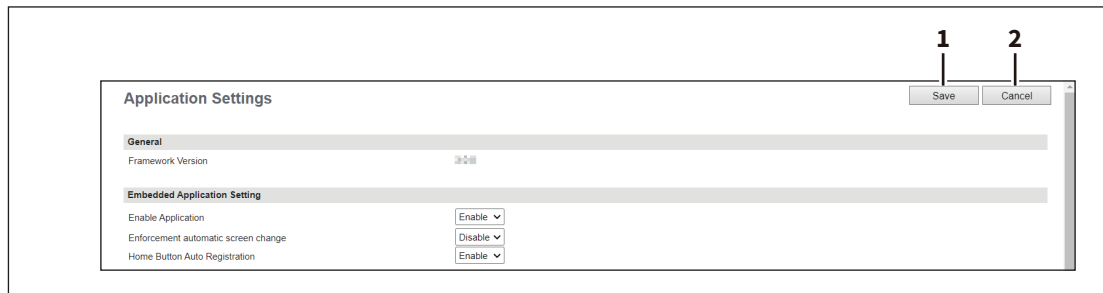 1 2
Application Settings Save Cancel
General
Framework Version
Embedded Application Setting
Enable Application Enable
Enforcement automatic screen change Disable
Home Button Auto Registration Enable